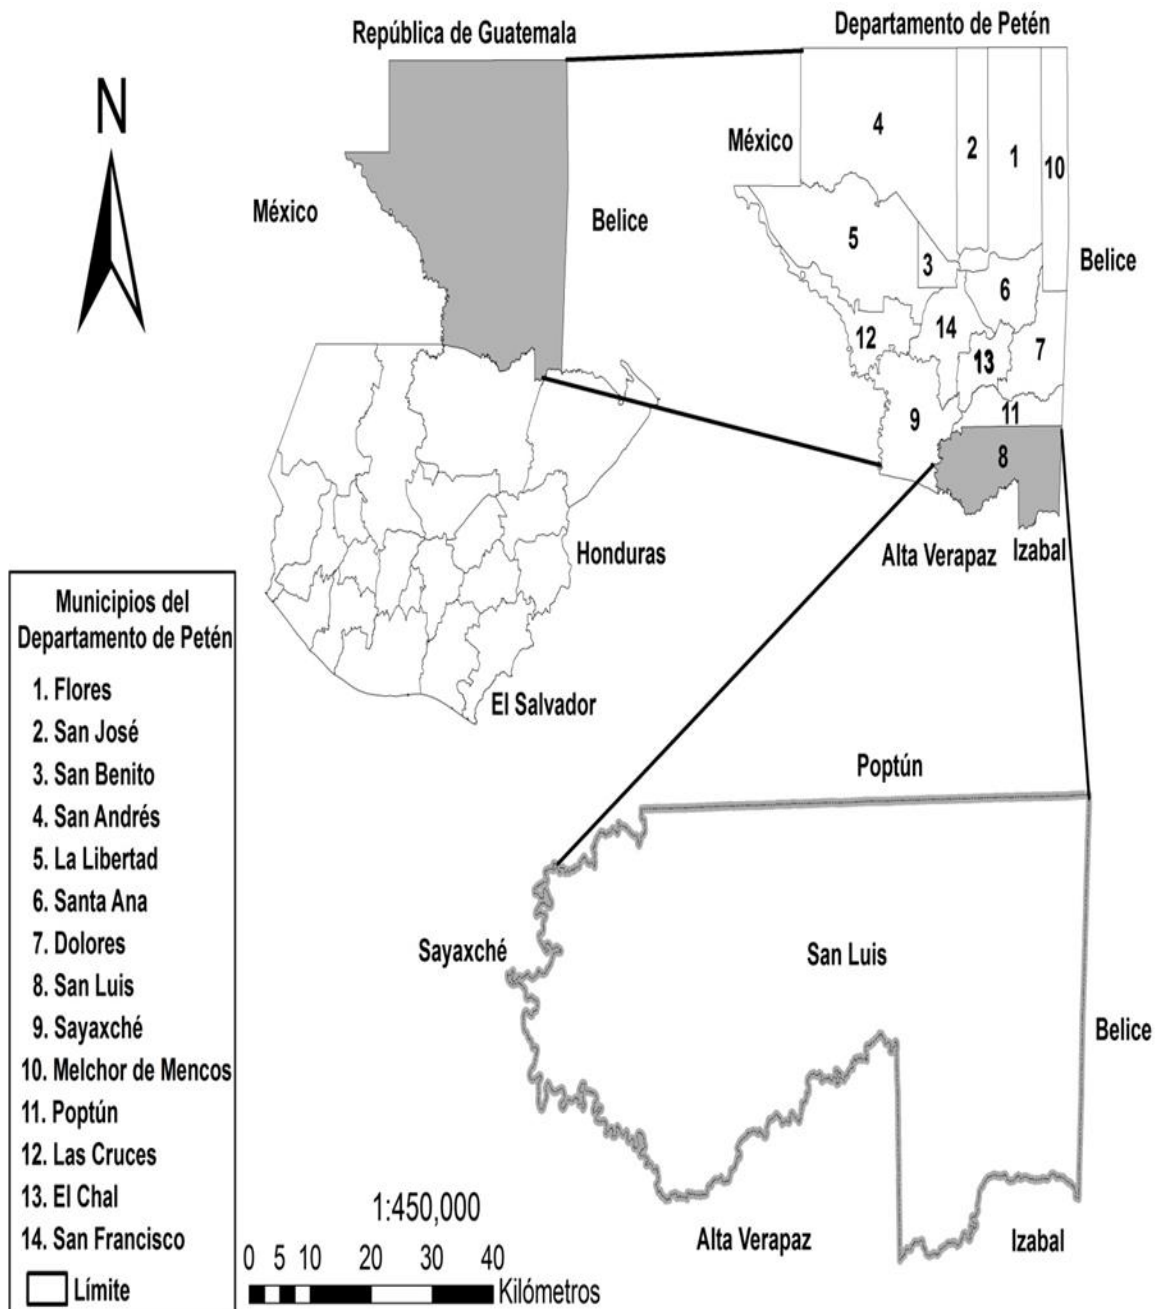 República de Guatemala
Departamento de Petén
N
México
Belice
Honduras
El Salvador
México
4
2
1
10
5
3
6
Belice
12
14
13
7
9
11
8
Alta Verapaz
Izabal
Municipios del
Departamento de Petén
1. Flores
2. San José
3. San Benito
4. San Andrés
5. La Libertad
6. Santa Ana
7. Dolores
8. San Luis
9. Sayaxché
10. Melchor de Mencos
11. Poptún
12. Las Cruces
13. El Chal
14. San Francisco
Límite
Poptún
Sayaxché
San Luis
Belice
Alta Verapaz
Izabal
1:450,000
0 5 10 20 30 40
Kilómetros